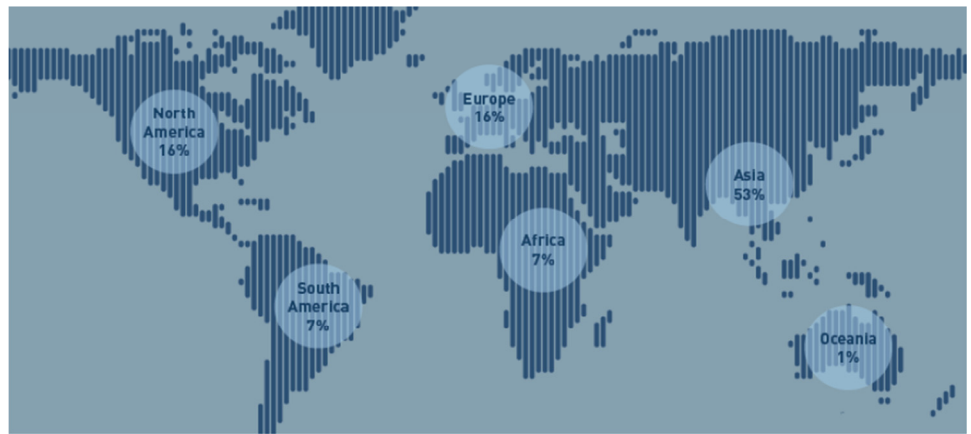 North
America
16%
Europe
16%
Asia
53%
Africa
7%
South
America
7%
Oceania
1%